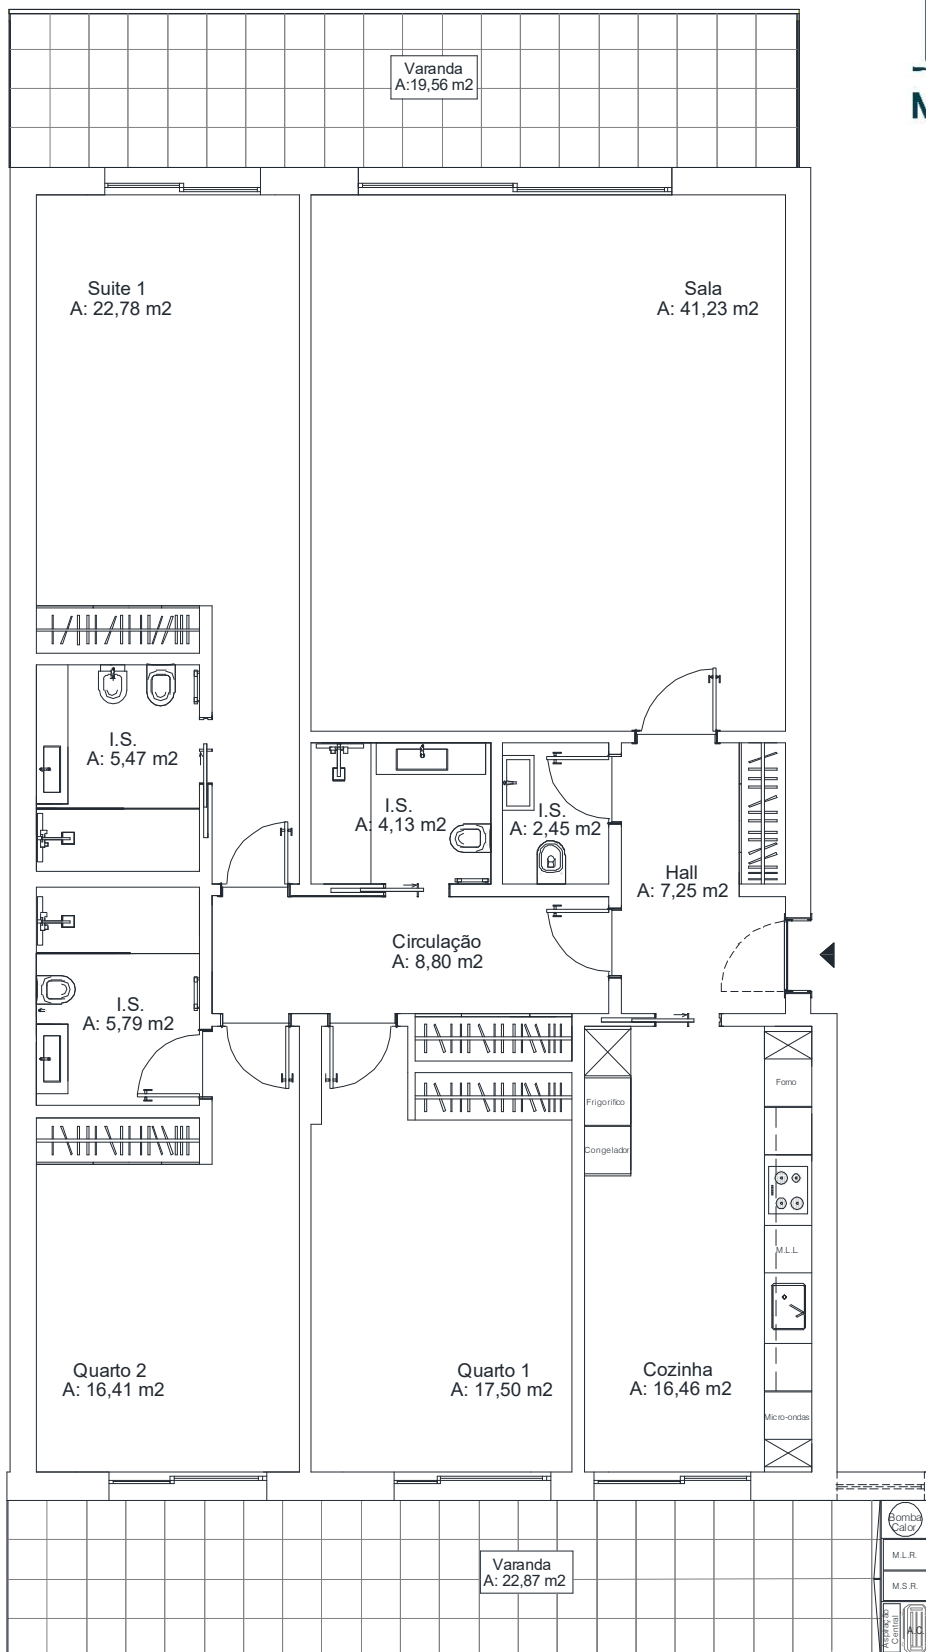 Varanda
A:19,56 m2
M
Suite 1
A: 22,78 m2
Sala
A: 41,23 m2
I.S.
A: 5,47 m2
I.S.
A: 4,13 m2
I.S.
A: 2,45 m2
Hall
A: 7,25 m2
Circulação
A: 8,80 m2
I.S.
A: 5,79 m2
Frigorifico
Congelador
Forno
M.L.L.
Micro-ondas
Quarto 2
A: 16,41 m2
Quarto 1
A: 17,50 m2
Cozinha
A: 16,46 m2
Varanda
A: 22,87 m2
Bomba
Calor
M.L.R.
M.S.R.
Aspiração
Central
A.Q.